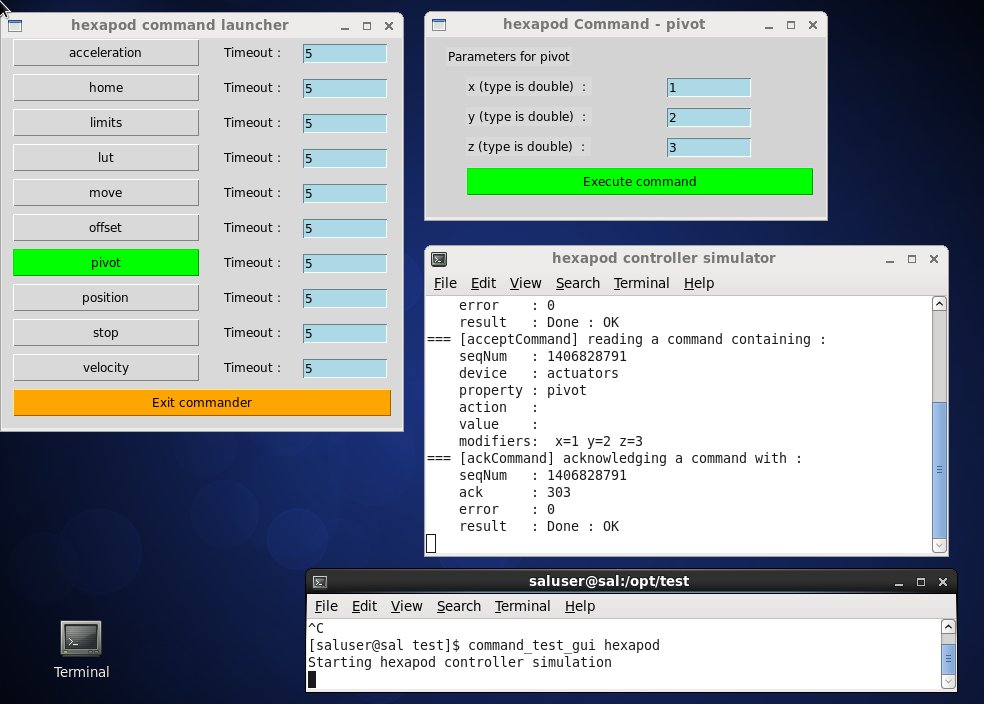 hexapod command launcher
acceleration Timeout : 5
home Timeout : 5
limits Timeout : 5
lut Timeout : 5
move Timeout : 5
offset Timeout : 5
pivot Timeout : 5
position Timeout : 5
stop Timeout : 5
velocity Timeout : 5
Exit commander
hexapod Command - pivot
Parameters for pivot
x (type is double) : 1
y (type is double) : 2
z (type is double) : 3
Execute command
hexapod controller simulator
File Edit View Search Terminal Help
error : 0
result : Done : OK
=== [acceptCommand] reading a command containing :
seqNum : 1406828791
device : actuators
property : pivot
action :
value :
modifiers: x=1 y=2 z=3
=== [ackCommand] acknowledging a command with :
seqNum : 1406828791
ack : 303
error : 0
result : Done : OK
saluser@sal:/opt/test
File Edit View Search Terminal Help
^C
[saluser@sal test]$ command_test_gui hexapod
Starting hexapod controller simulation
Terminal